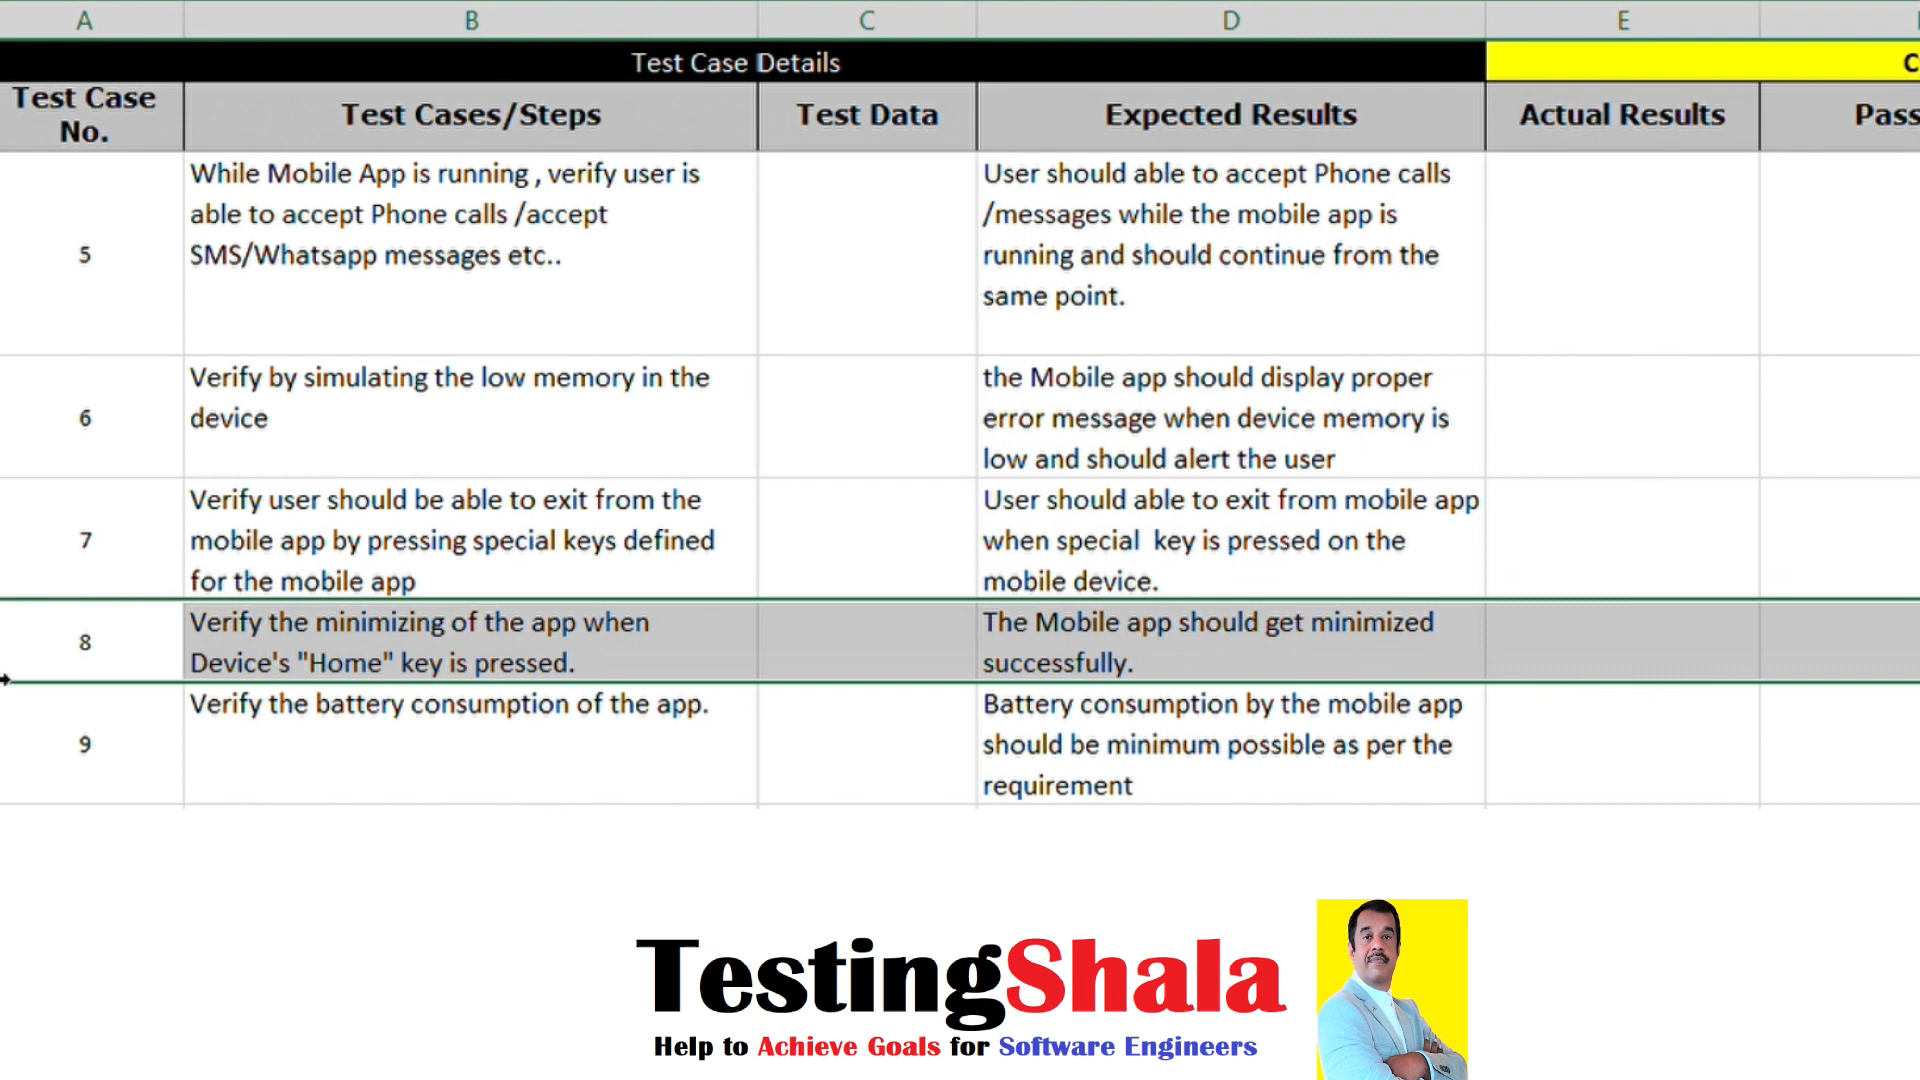 A B C D E
Test Case Details
Test Case No. Test Cases/Steps Test Data Expected Results Actual Results Pass
5
While Mobile App is running , verify user is
able to accept Phone calls /accept
SMS/Whatsapp messages etc..
User should able to accept Phone calls
/messages while the mobile app is
running and should continue from the
same point.
6
Verify by simulating the low memory in the
device
the Mobile app should display proper
error message when device memory is
low and should alert the user
7
Verify user should be able to exit from the
mobile app by pressing special keys defined
for the mobile app
User should able to exit from mobile app
when special  key is pressed on the
mobile device.
8
Verify the minimizing of the app when
Device's "Home" key is pressed.
The Mobile app should get minimized
successfully.
9
Verify the battery consumption of the app.
Battery consumption by the mobile app
should be minimum possible as per the
requirement
TestingShala
Help to Achieve Goals for Software Engineers